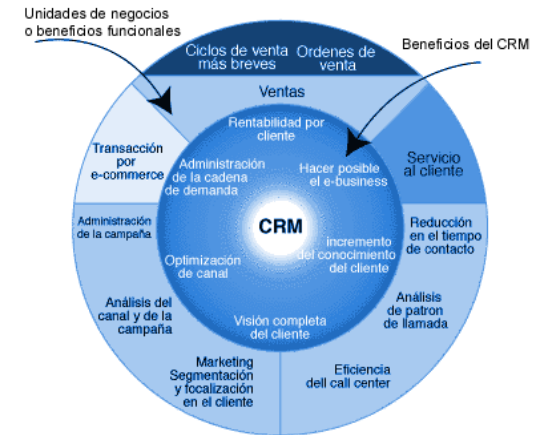 Unidades de negocios
o beneficios funcionales
Beneficios del CRM
Ciclos de venta
más breves
Ordenes de
venta
Ventas
Transacción
por
e-commerce
Servicio
al cliente
Rentabilidad por
cliente
Administración
de la cadena
de demanda
Hacer posible
el e-business
CRM
Administración
de la campaña
Reducción
en el tiempo
de contacto
Optimización
de canal
incremento
del conocimiento
del cliente
Análisis del
canal y de la
campaña
Análisis
de patron
de llamada
Visión completa
del cliente
Marketing
Segmentación
y focalización
en el cliente
Eficiencia
dell call center